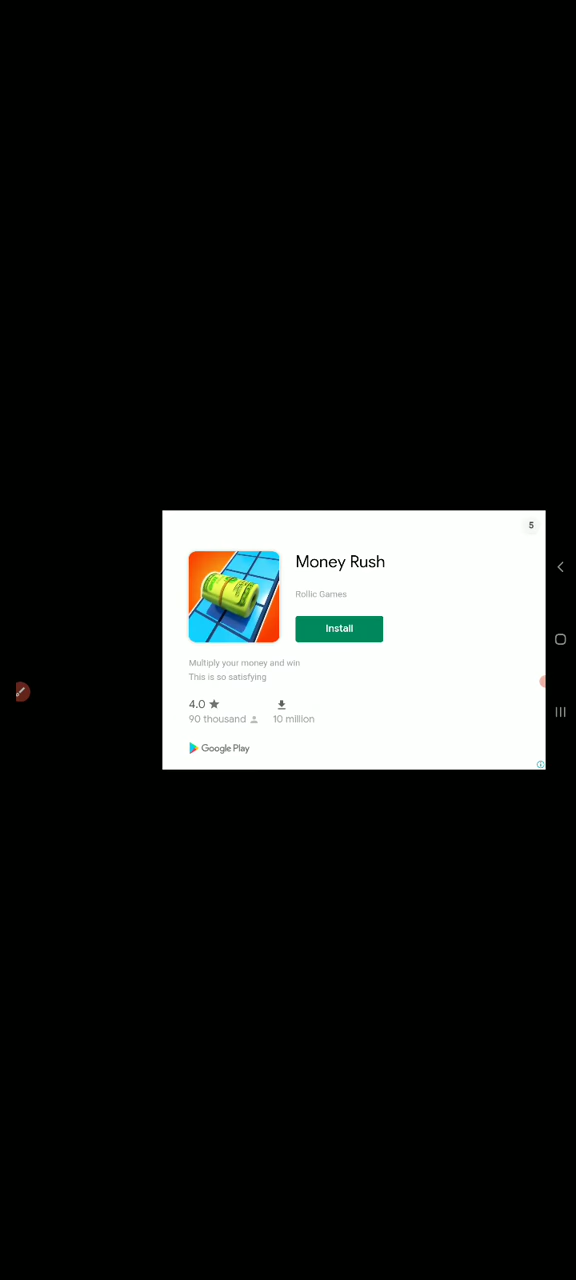 5
Money Rush
Rollic Games
Install
Multiply your money and win
This is so satisfying
4.0
90 thousand
10 million
Google Play